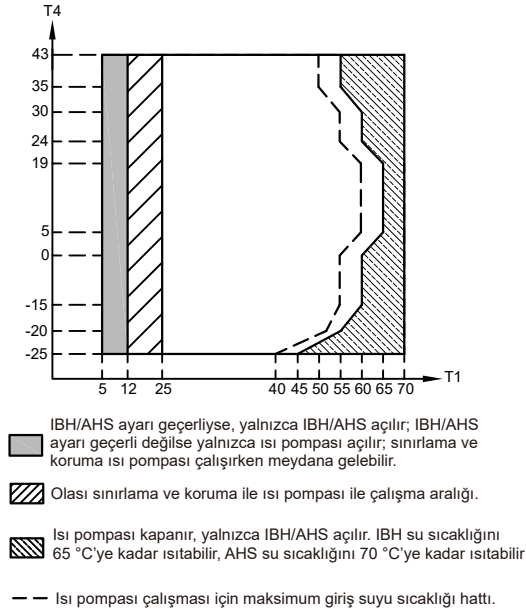 T4
43
35
30
24
19
5
0
-15
-20
-25
5 12 25 40 45 50 55 60 65 70 T1
IBH/AHS ayarı geçerliyse, yalnızca IBH/AHS açılır; IBH/AHS
ayarı geçerli değilse yalnızca ısı pompası açılır; sınırlama ve
koruma ısı pompası çalışırken meydana gelebilir.
Olası sınırlama ve koruma ile ısı pompası ile çalışma aralığı.
Isı pompası kapanır, yalnızca IBH/AHS açılır. IBH su sıcaklığını
65 °C'ye kadar ısıtabilir, AHS su sıcaklığını 70 °C'ye kadar ısıtabilir
Isı pompası çalışması için maksimum giriş suyu sıcaklığı hattı.